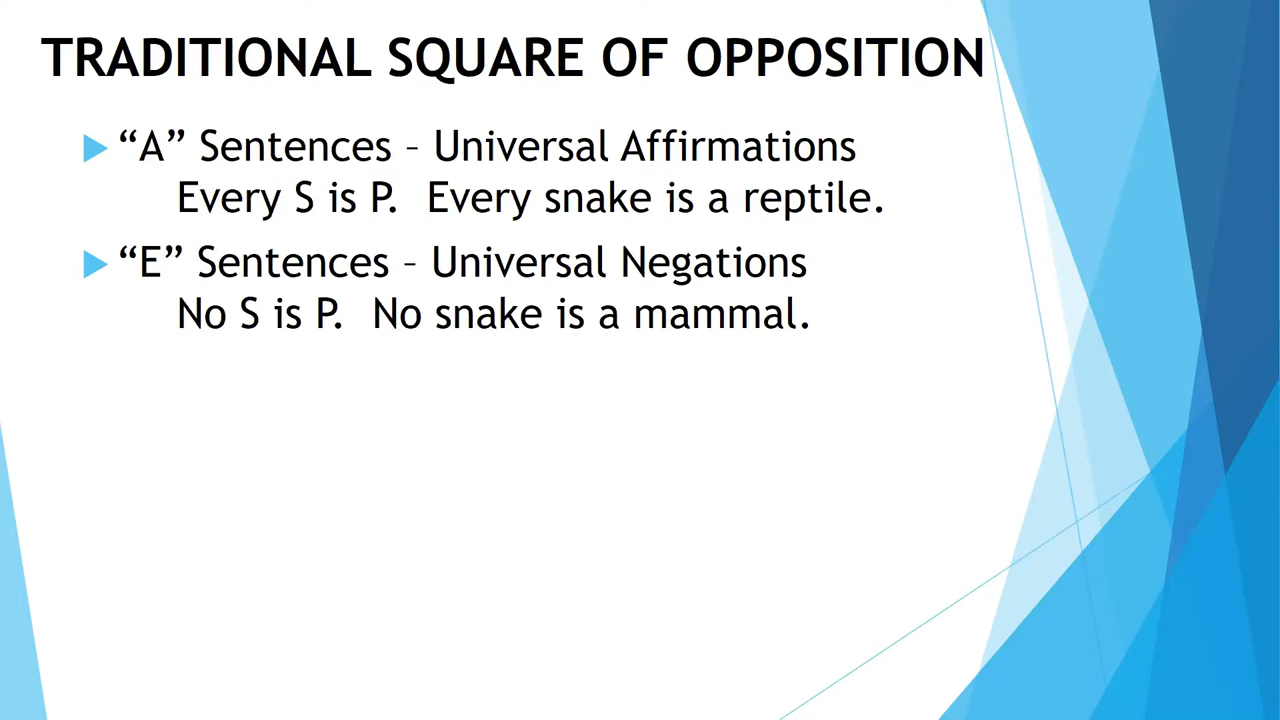 TRADITIONAL SQUARE OF OPPOSITION
“A” Sentences – Universal Affirmations
Every S is P. Every snake is a reptile.
“E” Sentences – Universal Negations
No S is P. No snake is a mammal.